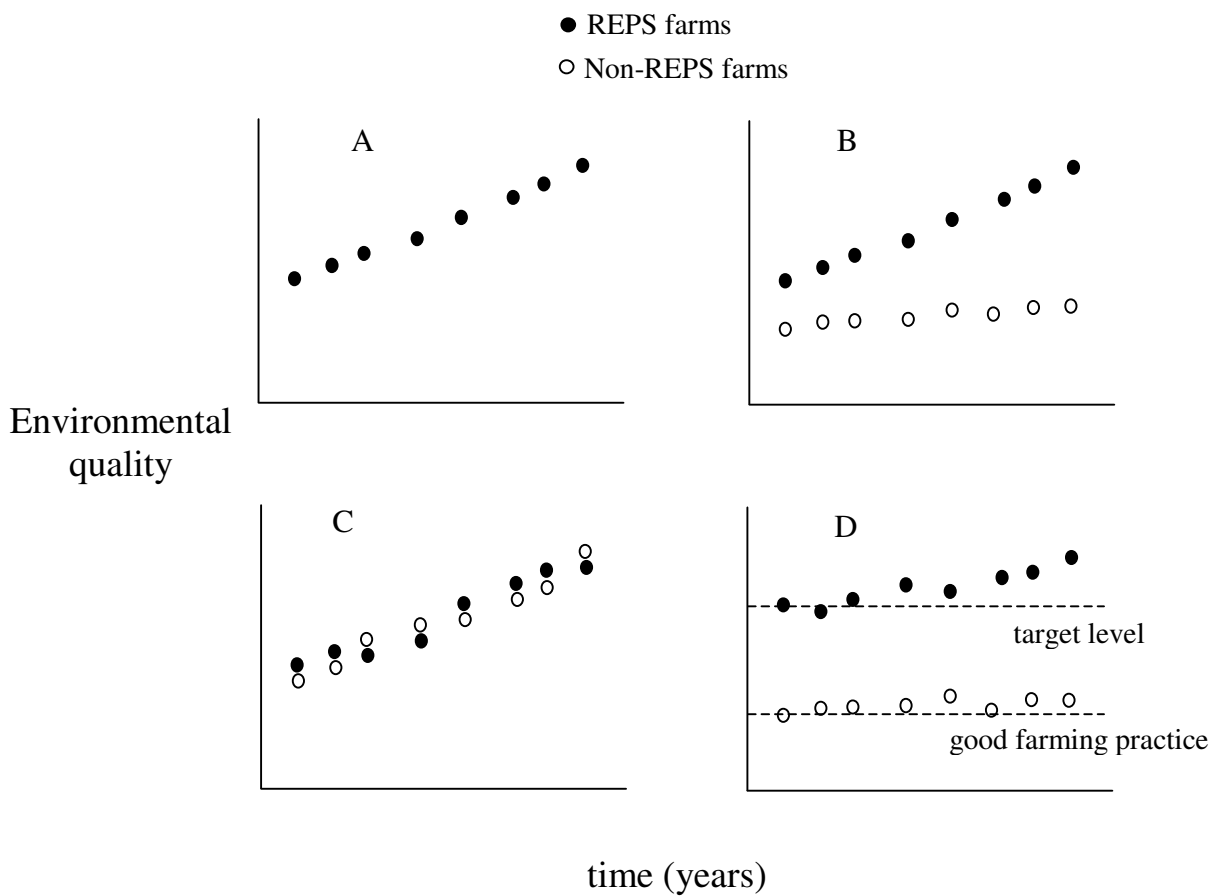 REPS farms
Non-REPS farms
A
B
Environmental
quality
C
D
target level
good farming practice
time (years)